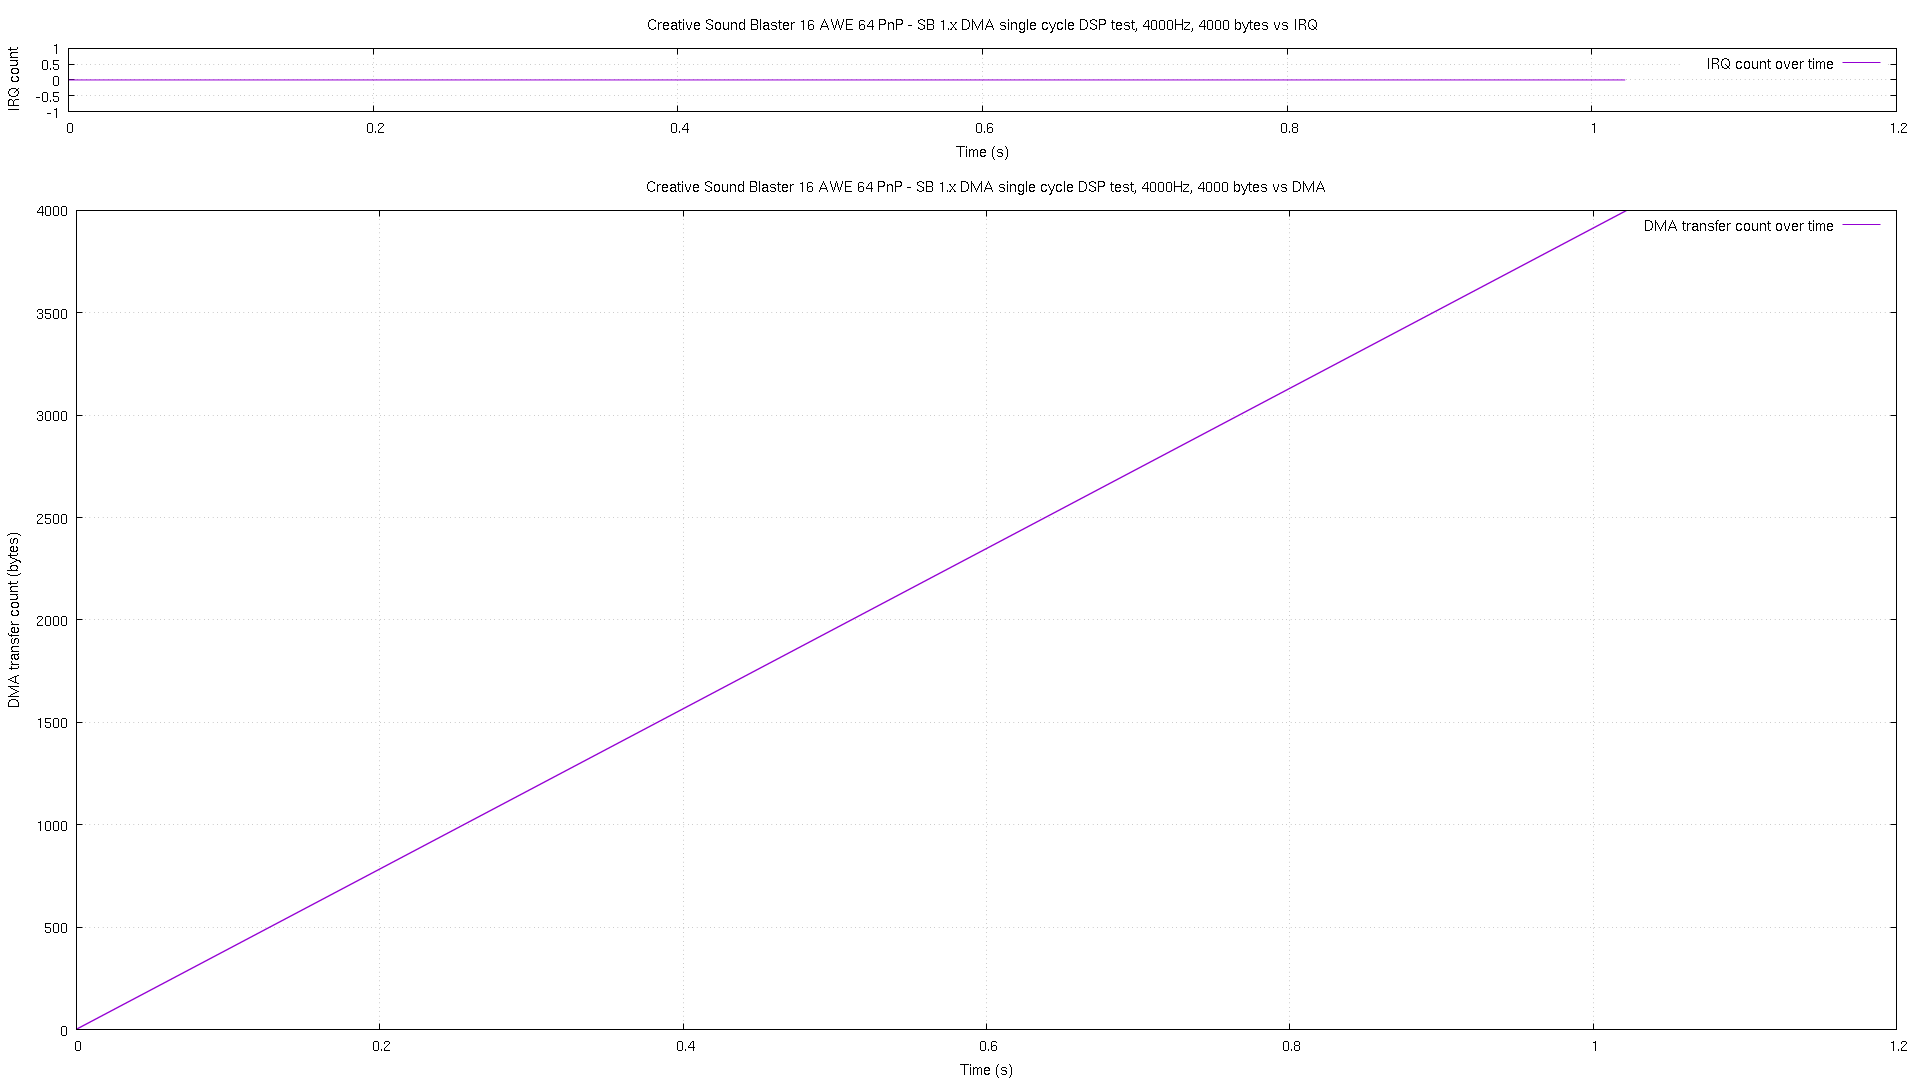 Creative Sound Blaster 16 AWE 64 PnP - SB 1.x DMA single cycle DSP test, 4000Hz, 4000 bytes vs IRQ
IRQ count
1
0.5
0
-0.5
-1
IRQ count over time
0 0.2 0.4 0.6 0.8 1 1.2
Time (s)
Creative Sound Blaster 16 AWE 64 PnP - SB 1.x DMA single cycle DSP test, 4000Hz, 4000 bytes vs DMA
DMA transfer count (bytes)
4000
DMA transfer count over time
3500
3000
2500
2000
1500
1000
500
0
0 0.2 0.4 0.6 0.8 1 1.2
Time (s)